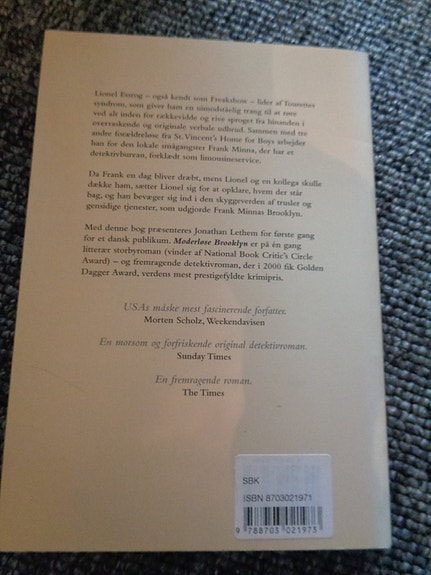 Lionel Essrog – også kendt som Freakshow – lider af Tourettes
syndrom, som giver ham en uimodståelig trang til at røre
ved alt inden for rækkevidde og rive sproget fra hinanden i
overraskende og originale verbale udbrud. Sammen med tre
andre forældreløse fra St. Vincent's Home for Boys arbejder
han for den lokale smågangster Frank Minna, der har et
detektivbureau, forklædt som limousineservice.
Da Frank en dag bliver dræbt, mens Lionel og en kollega skulle
dække ham, sætter Lionel sig for at opklare, hvem der står
bag, og han bevæger sig ind i den skyggeverden af trusler og
gensidige tjenester, som udgjorde Frank Minnas Brooklyn.
Med denne bog præsenteres Jonathan Lethem for første gang
for et dansk publikum. Moderløse Brooklyn er på én gang
litterær storbyroman (vinder af National Book Critic's Circle
Award) – og fremragende detektivroman, der i 2000 fik Golden
Dagger Award, verdens mest prestigefyldte krimipris.
USAs måske mest fascinerende forfatter.
Morten Scholz, Weekendavisen
En morsom og forfriskende original detektivroman.
Sunday Times
En fremragende roman.
The Times
SBK
ISBN 8703021971
9 788703 021973